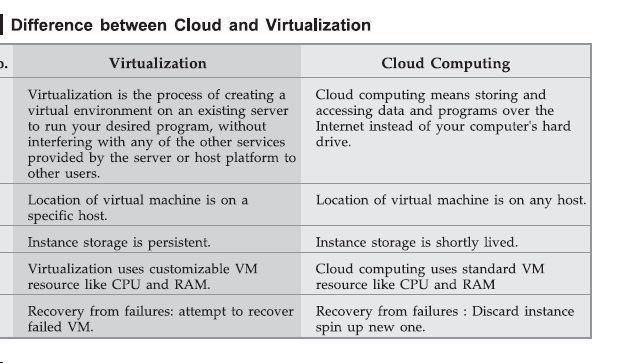 Difference between Cloud and Virtualization
Virtualization Cloud Computing
Virtualization is the process of creating a
virtual environment on an existing server
to run your desired program, without
interfering with any of the other services
provided by the server or host platform to
other users.
Cloud computing means storing and
accessing data and programs over the
Internet instead of your computer's hard
drive.
Location of virtual machine is on a
specific host.
Location of virtual machine is on any host.
Instance storage is persistent.
Instance storage is shortly lived.
Virtualization uses customizable VM
resource like CPU and RAM.
Cloud computing uses standard VM
resource like CPU and RAM
Recovery from failures: attempt to recover
failed VM.
Recovery from failures : Discard instance
spin up new one.